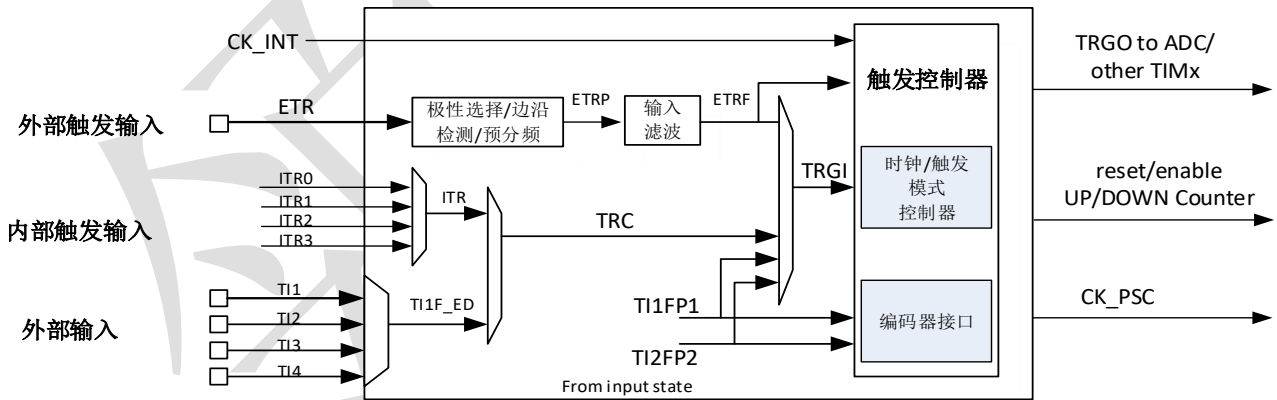 CK_INT
ETR
外部触发输入
极性选择/边沿
检测/预分频
ETRP
输入
滤波
ETRF
触发控制器
TRGO to ADC/
other TIMx
ITR0
ITR1
ITR2
ITR3
内部触发输入
ITR
TRC
TRGI
时钟/触发
模式
控制器
reset/enable
UP/DOWN Counter
TI1
TI2
TI3
TI4
外部输入
TI1F_ED
TI1FP1
TI2FP2
编码器接口
CK_PSC
From input state